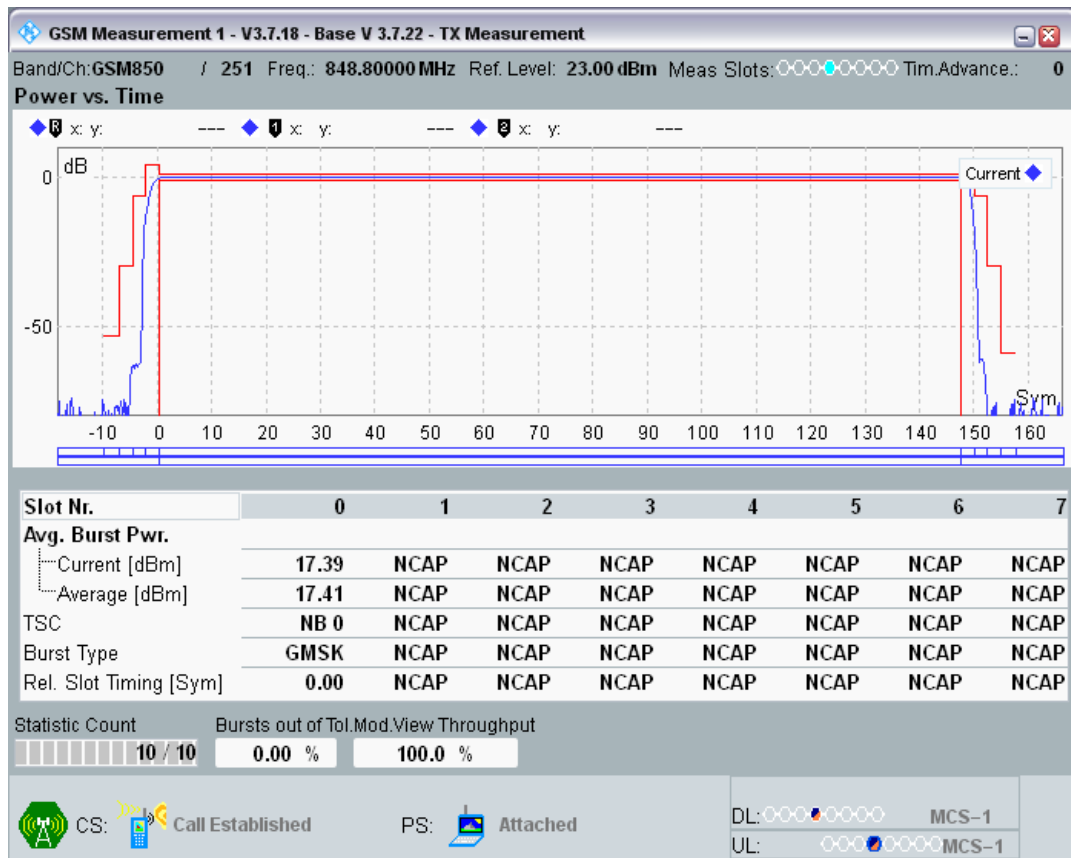 GSM Measurement 1 - V3.7.18 - Base V 3.7.22 - TX Measurement
Band/Ch:GSM850 / 251 Freq.: 848.80000 MHz Ref. Level: 23.00 dBm Meas Slots: Tim.Advance.: 0
Power vs. Time
R x: y: --- 1 x: y: --- 2 x: y: ---
dB
Current
0
-50
Sym
-10 0 10 20 30 40 50 60 70 80 90 100 110 120 130 140 150 160
Slot Nr. 0 1 2 3 4 5 6 7
Avg. Burst Pwr.
Current [dBm] 17.39 NCAP NCAP NCAP NCAP NCAP NCAP NCAP
Average [dBm] 17.41 NCAP NCAP NCAP NCAP NCAP NCAP NCAP
TSC NB 0 NCAP NCAP NCAP NCAP NCAP NCAP NCAP
Burst Type GMSK NCAP NCAP NCAP NCAP NCAP NCAP NCAP
Rel. Slot Timing [Sym] 0.00 NCAP NCAP NCAP NCAP NCAP NCAP NCAP
Statistic Count Bursts out of Tol. Mod.View Throughput
10 / 10 0.00 % 100.0 %
CS: Call Established PS: Attached
DL: MCS-1
UL: MCS-1